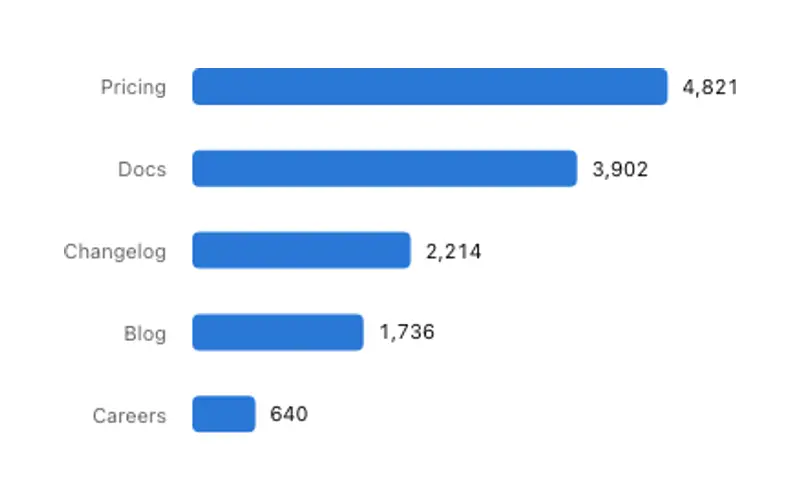 Pricing 4,821
Docs 3,902
Changelog 2,214
Blog 1,736
Careers 640